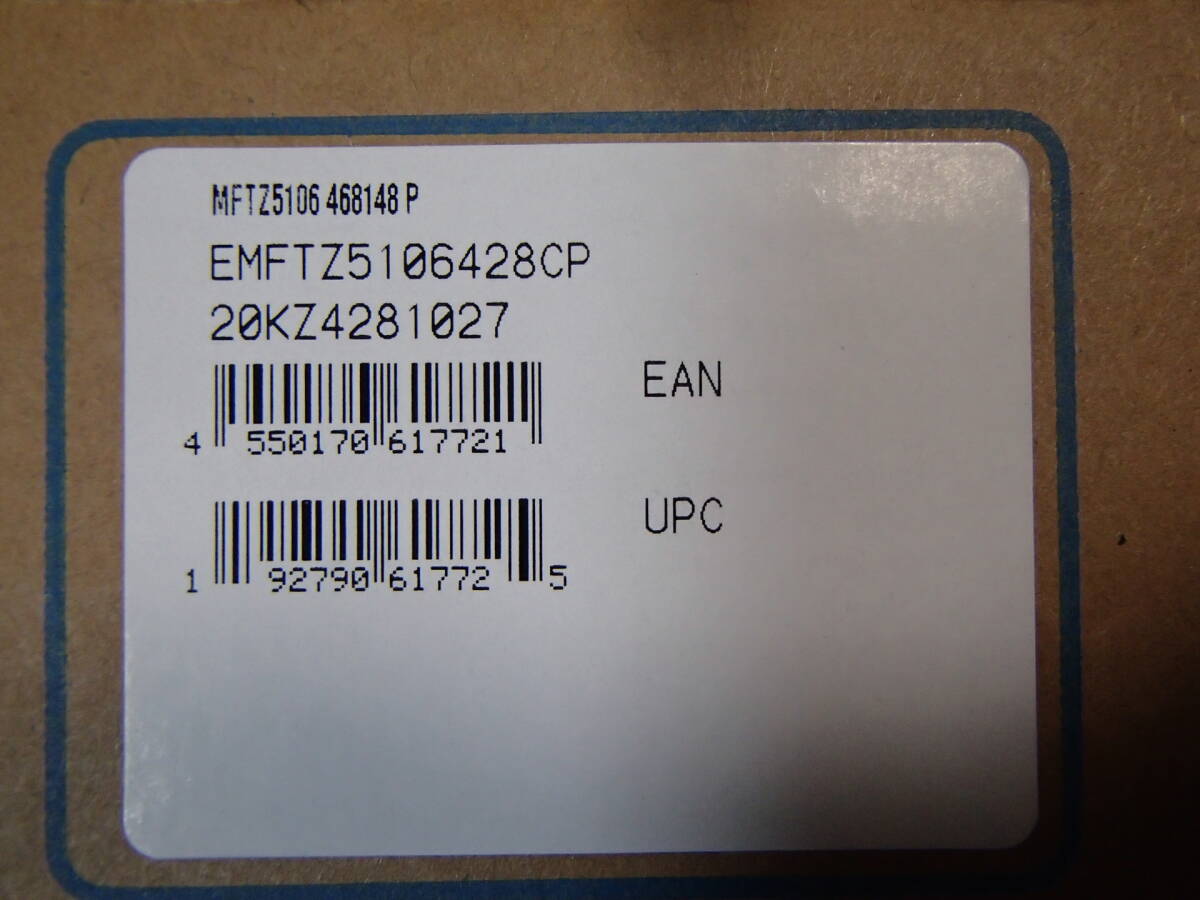 MFTZ5106 468148 P
EMFTZ5106428CP
20KZ4281027
EAN
4 550170 617721
UPC
1 92790 61772 5